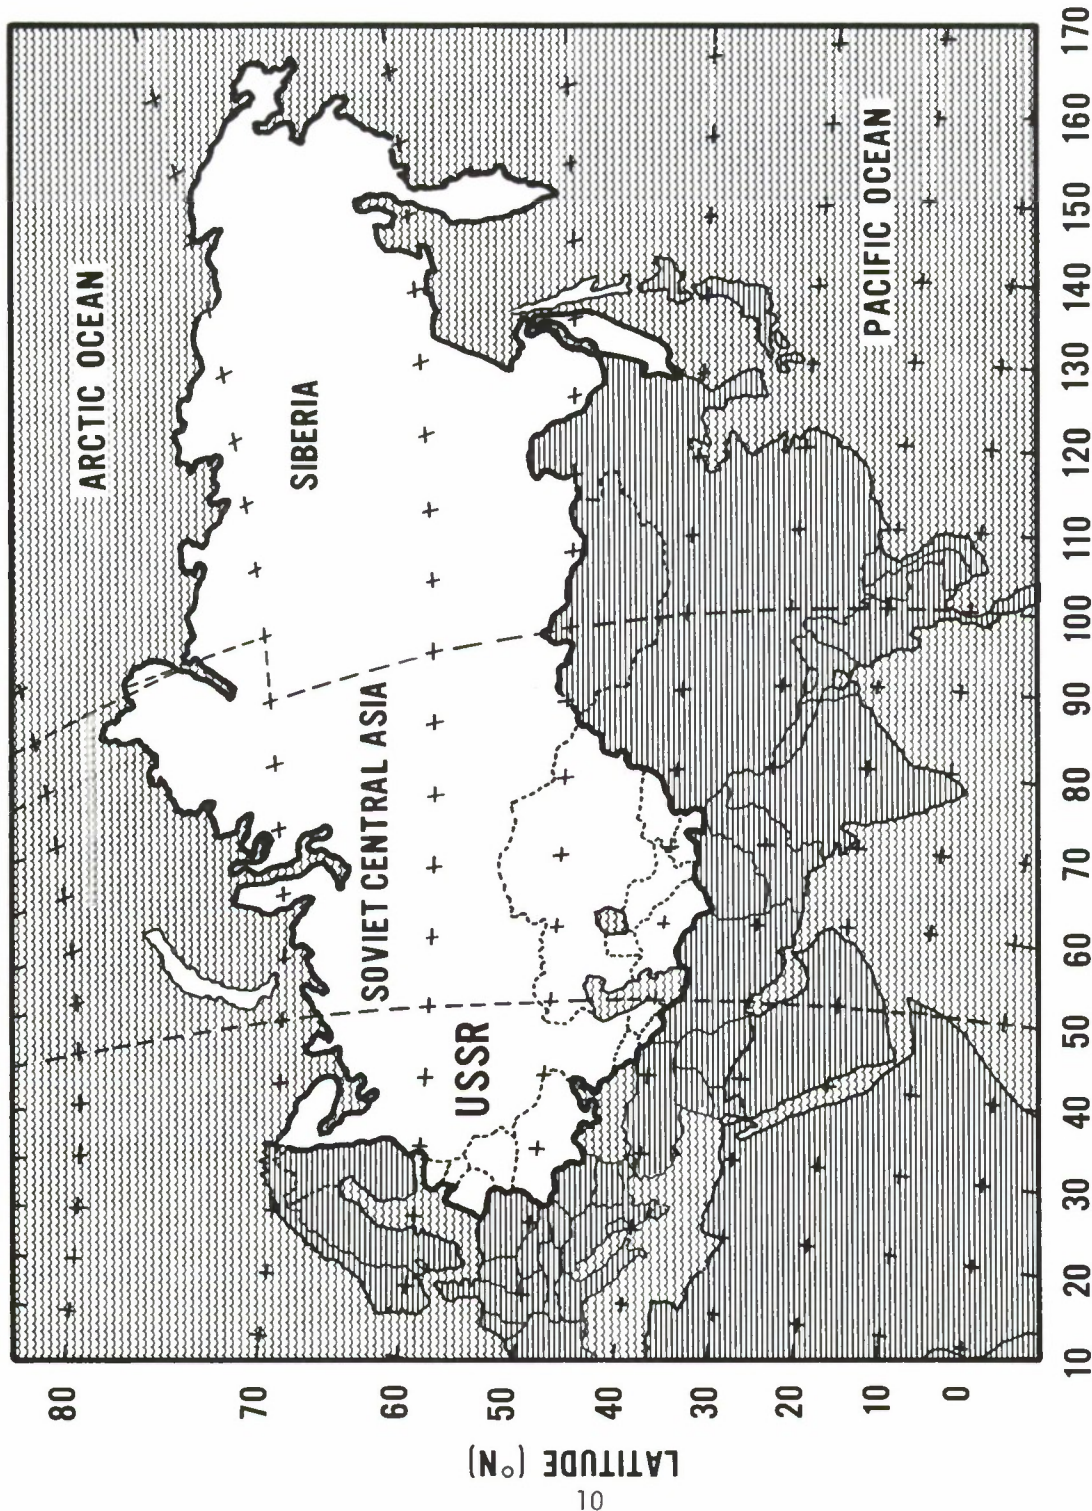 ARCTIC OCEAN
SIBERIA
SOVIET CENTRAL ASIA
USSR
PACIFIC OCEAN
80
70
60
50
40
30
20
10
0
LATITUDE (°N)
10 20 30 40 50 60 70 80 90 100 110 120 130 140 150 160 170
10